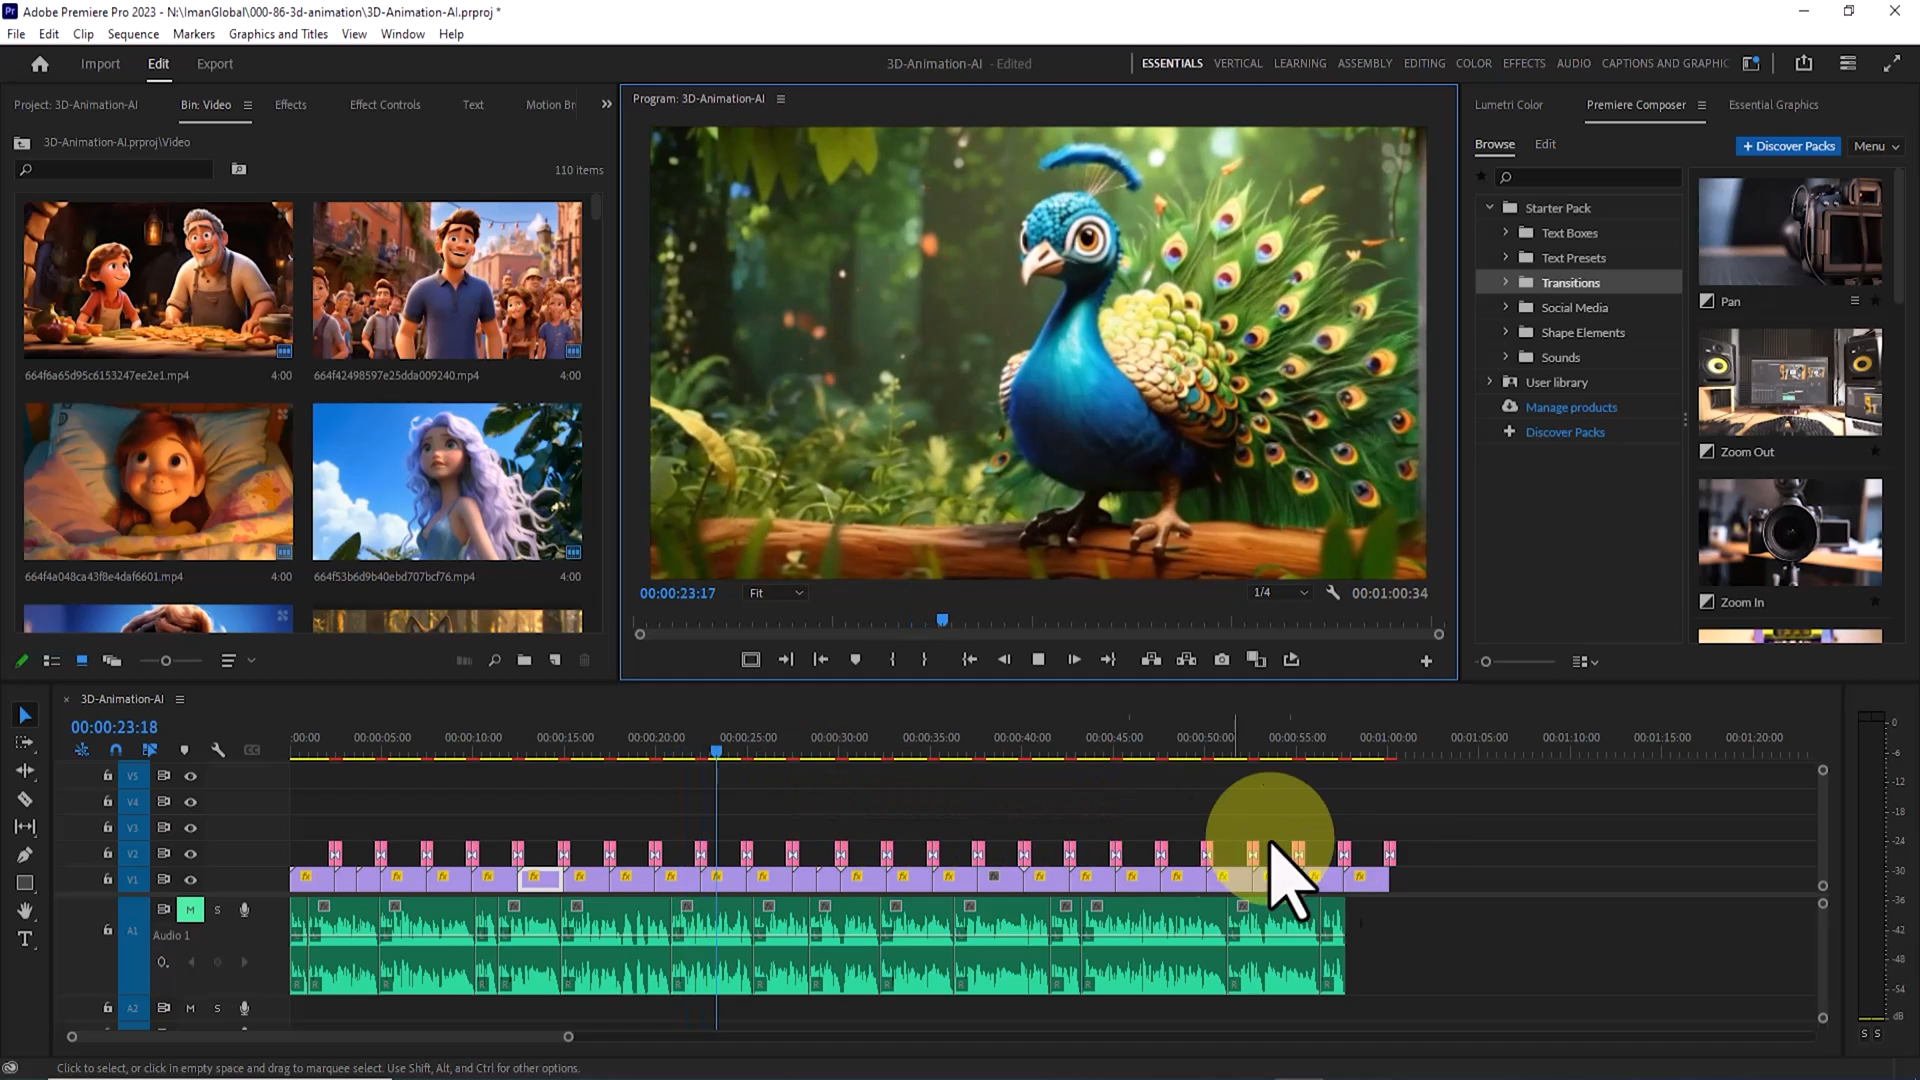 Pr Adobe Premiere Pro 2023 - N:\ImanGlobal\000-86-3d-animation\3D-Animation-AI.prproj *
File Edit Clip Sequence Markers Graphics and Titles View Window Help
Import Edit Export
3D-Animation-AI - Edited
ESSENTIALS VERTICAL LEARNING ASSEMBLY EDITING COLOR EFFECTS AUDIO CAPTIONS AND GRAPHIC
Project: 3D-Animation-AI Bin: Video Effects Effect Controls Text Motion Br
3D-Animation-AI.prproj\Video
110 items
664f6a65d95c6153247ee2e1.mp4 4:00
664f42498597e25dda009240.mp4 4:00
664f4a048ca43f8e4daf6601.mp4 4:00
664f53b6d9b40ebd707bcf76.mp4 4:00
Program: 3D-Animation-AI
00:00:23:17 Fit 1/4 00:01:00:34
Lumetri Color Premiere Composer Essential Graphics
Browse Edit + Discover Packs Menu
Starter Pack
Text Boxes
Text Presets
Transitions
Social Media
Shape Elements
Sounds
User library
Manage products
Discover Packs
Pan
Zoom Out
Zoom In
3D-Animation-AI
00:00:23:18
:00:00 00:00:05:00 00:00:10:00 00:00:15:00 00:00:20:00 00:00:25:00 00:00:30:00 00:00:35:00 00:00:40:00 00:00:45:00 00:00:50:00 00:00:55:00 00:01:00:00 00:01:05:00 00:01:10:00 00:01:15:00 00:01:20:00
V5
V4
V3
V2
V1
A1 M S
Audio 1
A2 M S
0
-6
-12
-18
-24
-30
-36
-42
-48
-54
dB
S S
Click to select, or click in empty space and drag to marquee select. Use Shift, Alt, and Ctrl for other options.